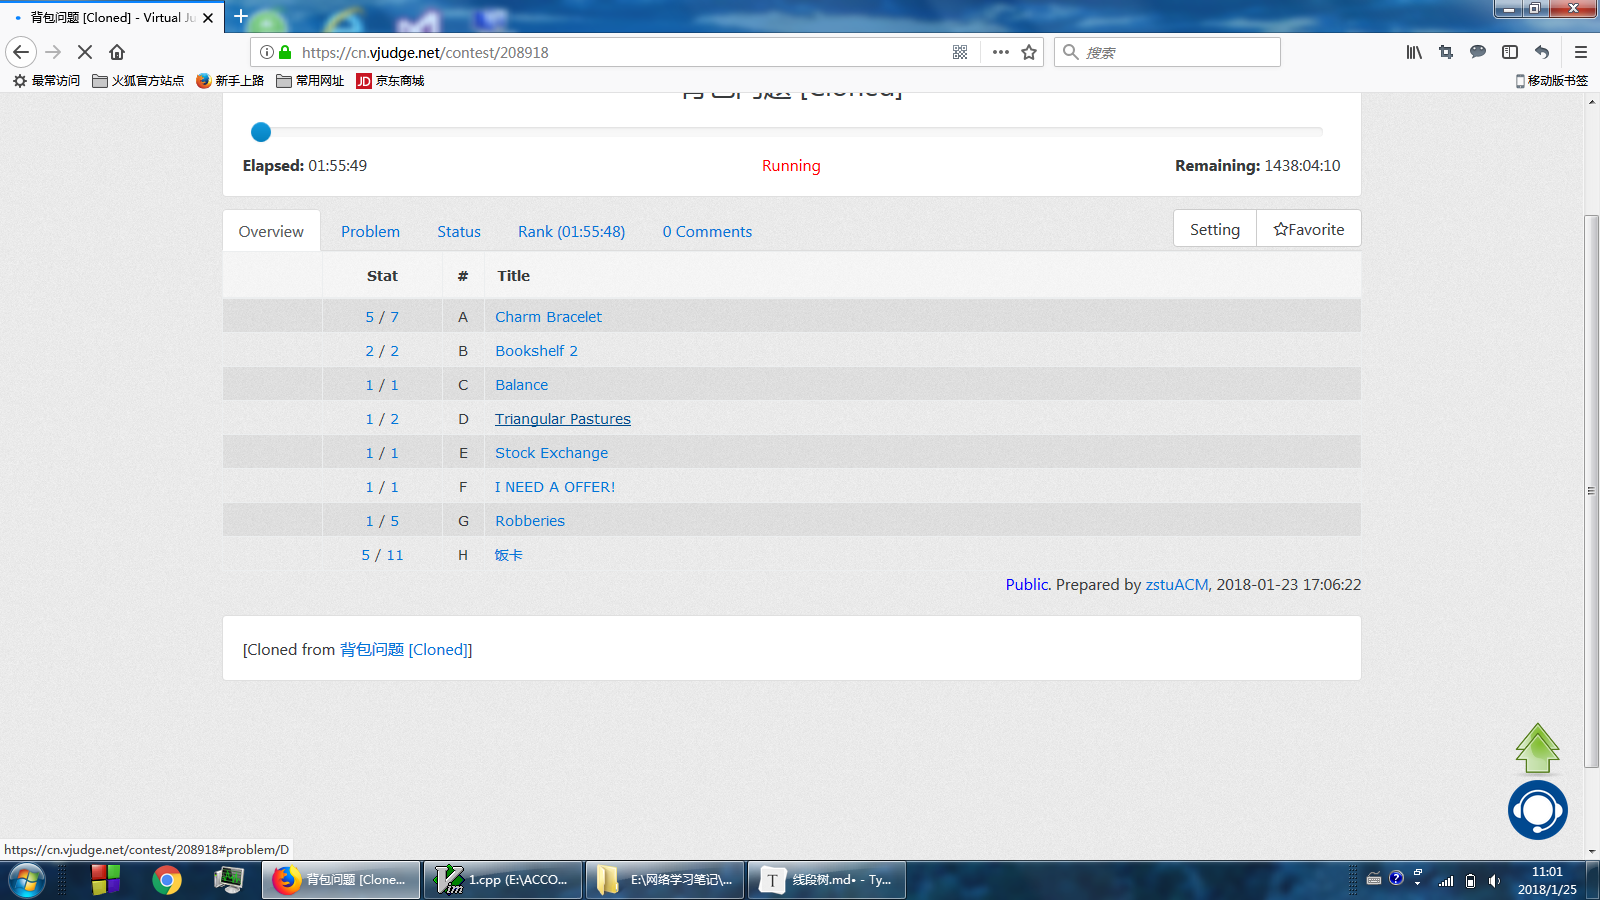 背包问题 [Cloned] - Virtual Ju
https://cn.vjudge.net/contest/208918
搜索
最常访问 火狐官方站点 新手上路 常用网址 JD 京东商城 移动版书签
背包问题 [Cloned]
Elapsed: 01:55:49 Running Remaining: 1438:04:10
Overview Problem Status Rank (01:55:48) 0 Comments Setting Favorite
Stat # Title
5 / 7 A Charm Bracelet
2 / 2 B Bookshelf 2
1 / 1 C Balance
1 / 2 D Triangular Pastures
1 / 1 E Stock Exchange
1 / 1 F I NEED A OFFER!
1 / 5 G Robberies
5 / 11 H 饭卡
Public. Prepared by zstuACM, 2018-01-23 17:06:22
[Cloned from 背包问题 [Cloned]]
https://cn.vjudge.net/contest/208918#problem/D
背包问题 [Clone... Vim 1.cpp (E:\ACCO... E:\网络学习笔记\... T 线段树.md• - Ty... 11:01
2018/1/25